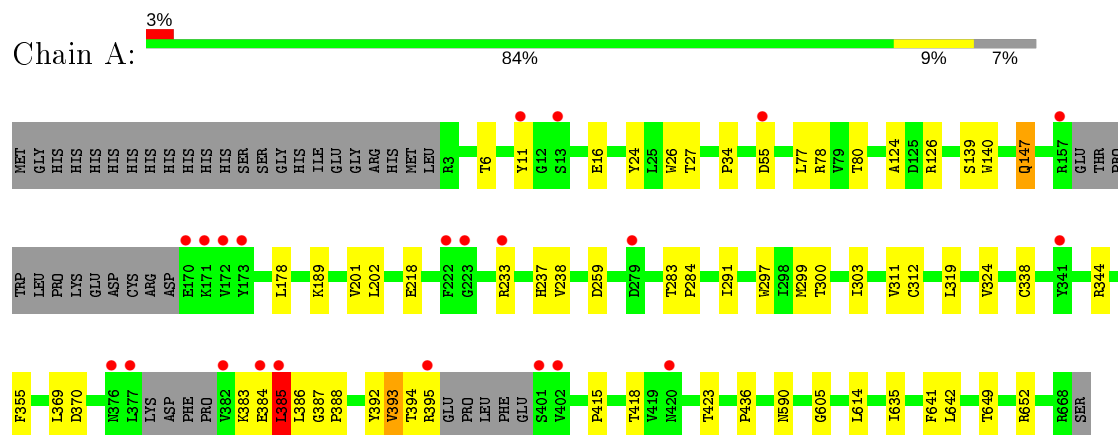 3%
Chain A:
84% 9% 7%
MET GLY HIS HIS HIS HIS HIS HIS HIS HIS HIS HIS SER SER GLY HIS ILE GLU GLY ARG HIS MET LEU R3 T6 Y11 G12 S13 E16 Y24 L25 W26 T27 P34 D55 L77 R78 V79 T80 A124 D125 R126 S139 W140 Q147 R157 GLU THR PRO
TRP LEU PRO LYS GLU ASP CYS ARG ASP E170 K171 V172 Y173 L178 K189 V201 L202 E218 F222 G223 R233 H237 V238 D259 D279 T283 P284 I291 W297 I298 M299 T300 I303 V311 C312 L319 V324 C338 Y341 R344
F355 L369 D370 N376 L377 LYS ASP PHE PRO V382 K383 E384 L385 L386 G387 P388 Y392 V393 T394 R395 GLU PRO LEU PHE GLU S401 V402 P415 T418 V419 N420 T423 P436 N590 G605 L614 I635 F641 L642 T649 R652 R668 SER